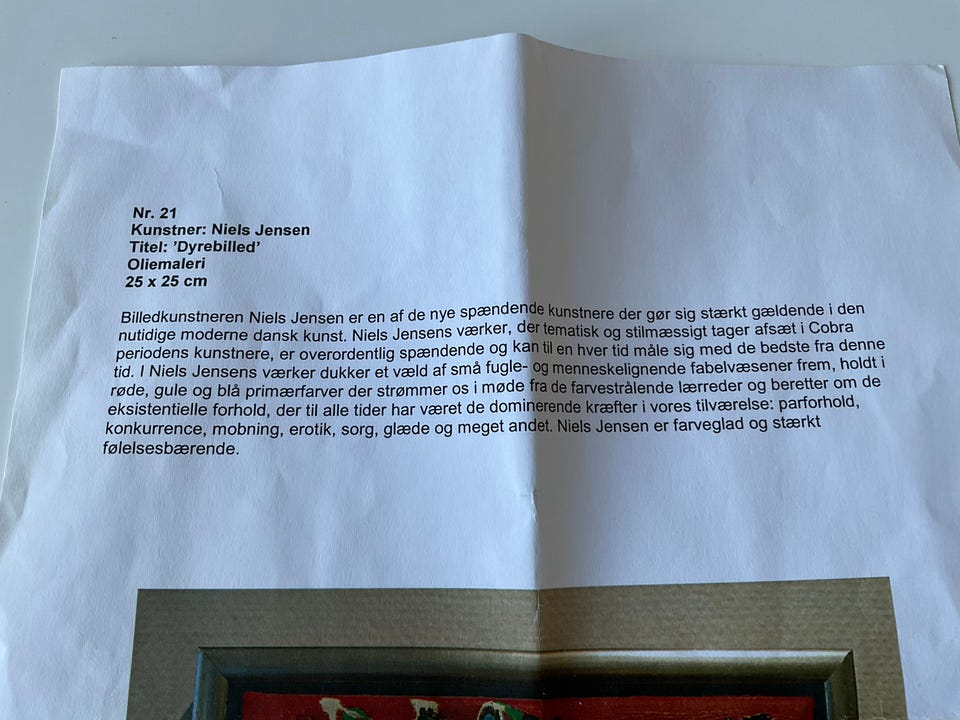 Nr. 21
Kunstner: Niels Jensen
Titel: ’Dyrebilled’
Oliemaleri
25 x 25 cm
Billedkunstneren Niels Jensen er en af de nye spændende kunstnere der gør sig stærkt gældende i den
nutidige moderne dansk kunst. Niels Jensens værker, der tematisk og stilmæssigt tager afsæt i Cobra
periodens kunstnere, er overordentlig spændende og kan til en hver tid måle sig med de bedste fra denne
tid. I Niels Jensens værker dukker et væld af små fugle- og menneskelignende fabelvæsener frem, holdt i
røde, gule og blå primærfarver der strømmer os i møde fra de farvestrålende lærreder og beretter om de
eksistentielle forhold, der til alle tider har været de dominerende kræfter i vores tilværelse: parforhold,
konkurrence, mobning, erotik, sorg, glæde og meget andet. Niels Jensen er farveglad og stærkt
følelsesbærende.